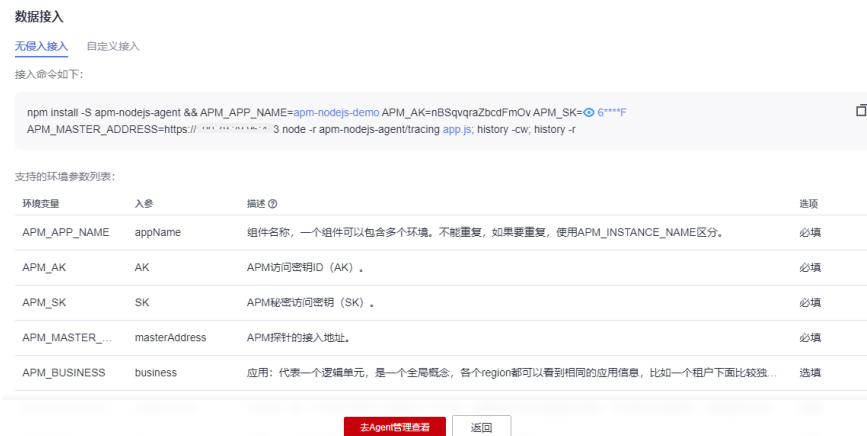 数据接入
无侵入接入 自定义接入
接入命令如下：
npm install -S apm-nodejs-agent && APM_APP_NAME=apm-nodejs-demo APM_AK=nBSqvqraZbcdFmOv APM_SK= 6****F
APM_MASTER_ADDRESS=https:// 3 node -r apm-nodejs-agent/tracing app.js; history -cw; history -r
支持的环境参数列表：
环境变量 入参 描述 选项
APM_APP_NAME appName 组件名称，一个组件可以包含多个环境。不能重复，如果要重复，使用APM_INSTANCE_NAME区分。 必填
APM_AK AK APM访问密钥ID（AK）。 必填
APM_SK SK APM秘密访问密钥（SK）。 必填
APM_MASTER_... masterAddress APM探针的接入地址。 必填
APM_BUSINESS business 应用：代表一个逻辑单元，是一个全局概念，各个region都可以看到相同的应用信息，比如一个租户下面比较独... 选填
去Agent管理查看 返回